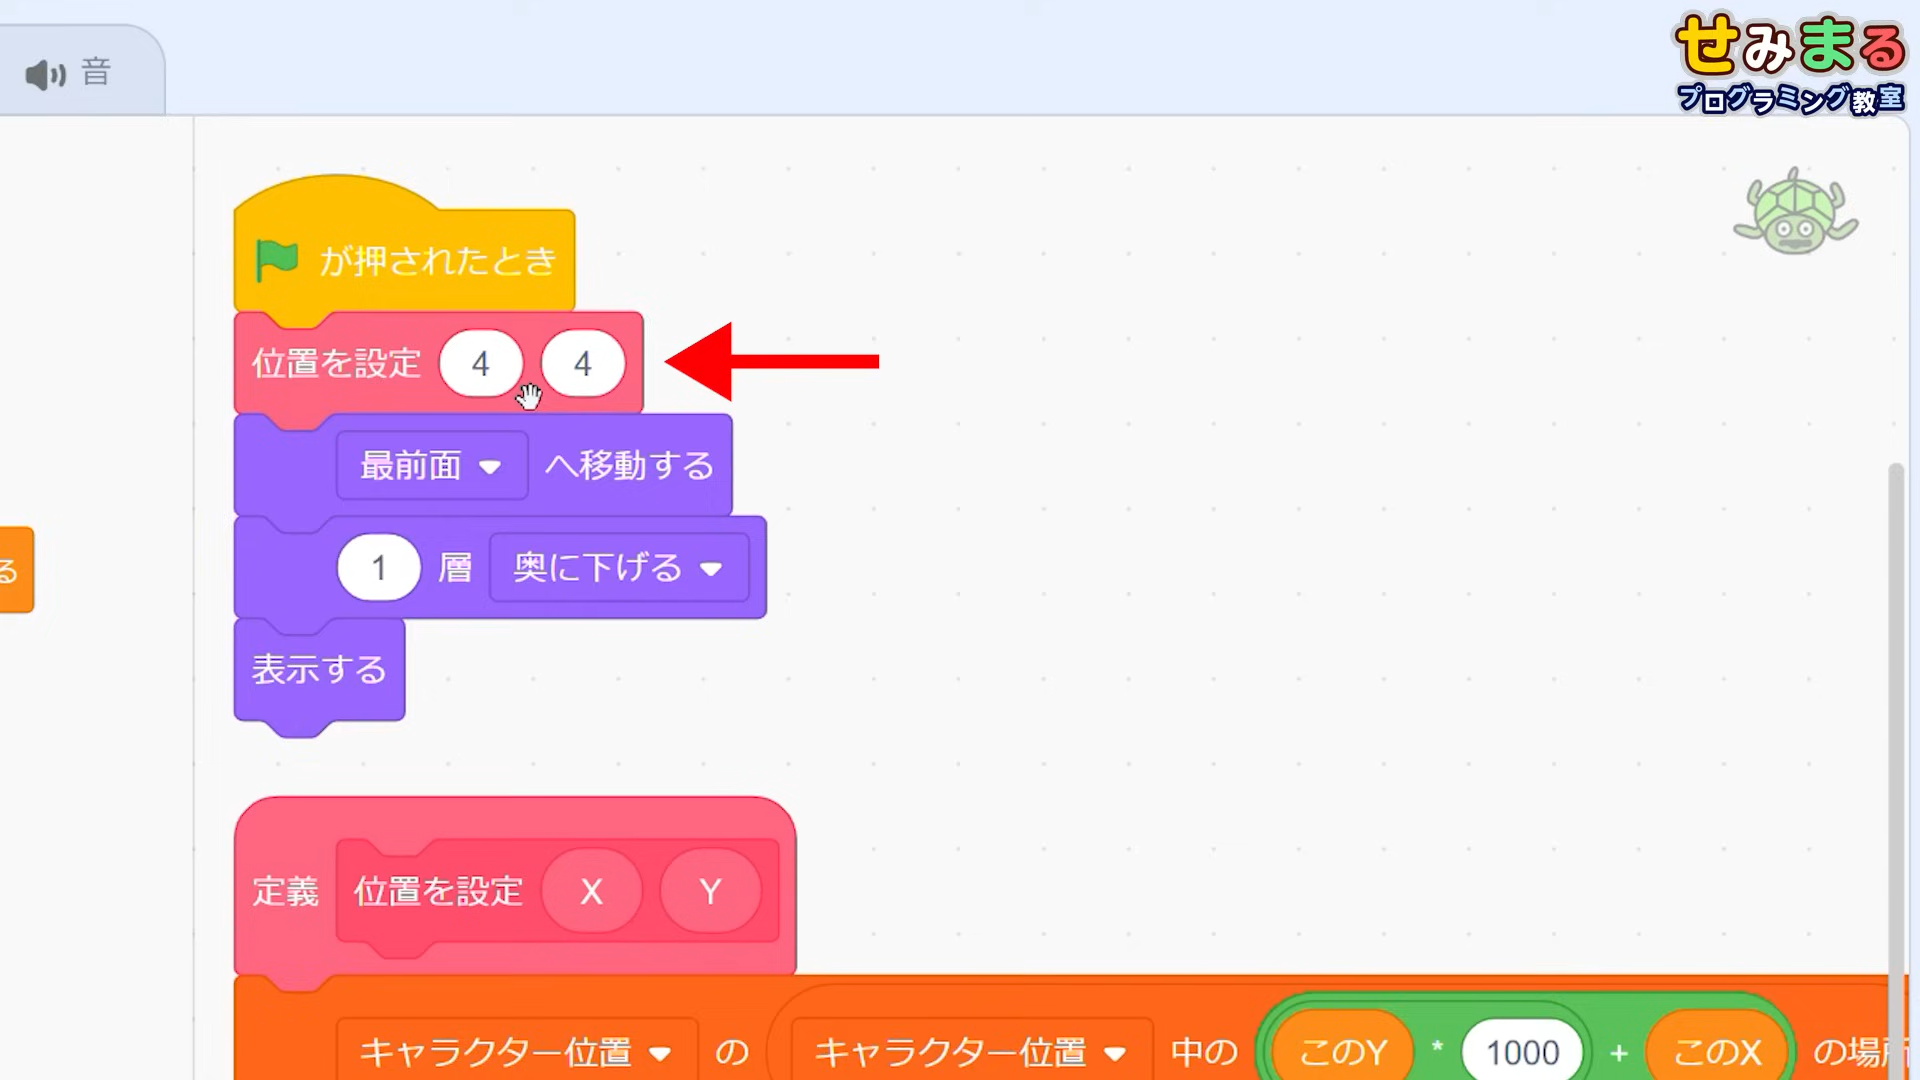 音
せみまる
プログラミング教室
が押されたとき
位置を設定 4 4
最前面 へ移動する
1 層 奥に下げる
表示する
る
定義 位置を設定 X Y
キャラクター位置 の キャラクター位置 中の このY * 1000 + このX の場所